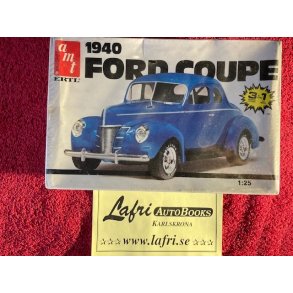 amt
ERTL
1940
FORD COUPE
3 in 1
1:25
Lafri AUTOBOOKS
KARLSKRONA
☆☆☆ www.lafri.se ☆☆☆